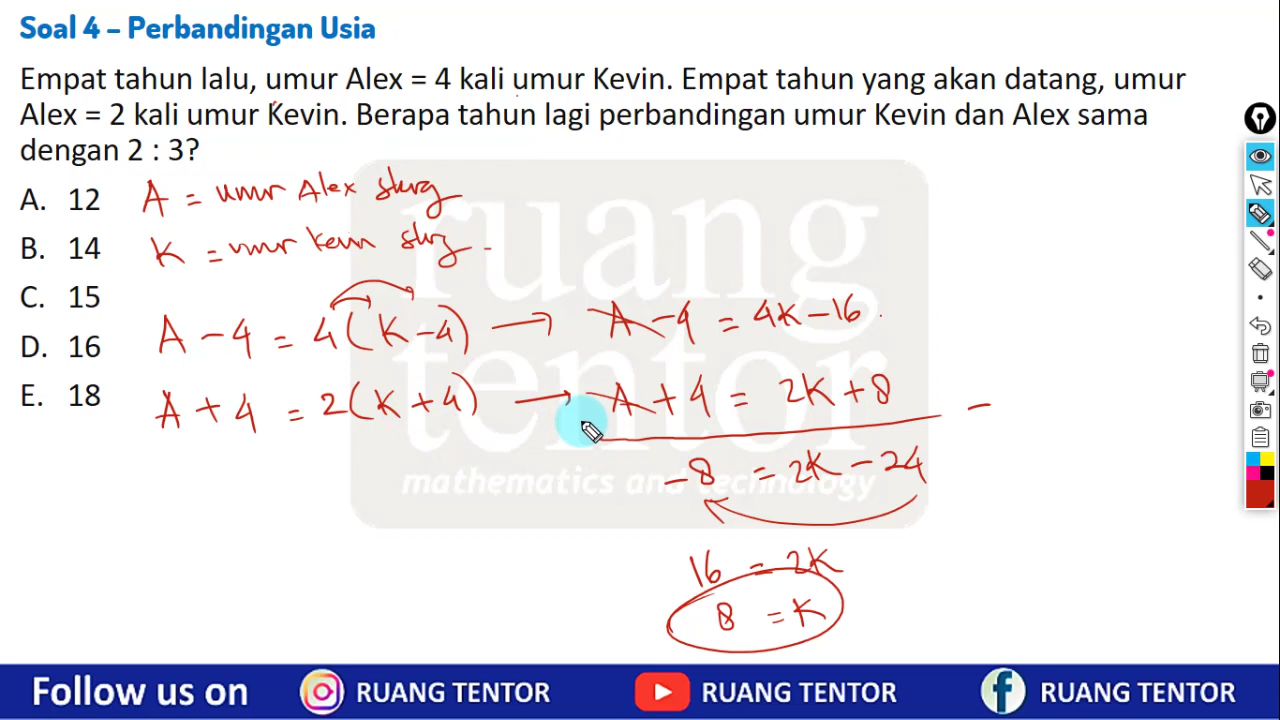 Soal 4 – Perbandingan Usia
Empat tahun lalu, umur Alex = 4 kali umur Kevin. Empat tahun yang akan datang, umur
Alex = 2 kali umur Kevin. Berapa tahun lagi perbandingan umur Kevin dan Alex sama
dengan 2 : 3?
A. 12
B. 14
C. 15
D. 16
E. 18
A = umur Alex skrg
K = umur Kevin skrg
A - 4 = 4(K - 4) → A - 4 = 4K - 16
A + 4 = 2(K + 4) → A + 4 = 2K + 8 -
-8 = 2K - 24
16 = 2K
8 = K
ruang
tentor
mathematics and technology
Follow us on RUANG TENTOR RUANG TENTOR RUANG TENTOR